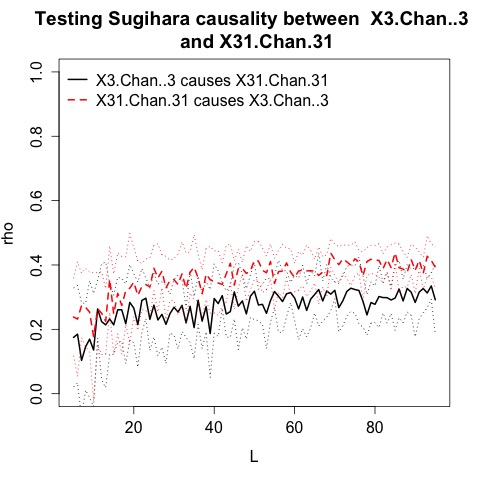 Testing Sugihara causality between  X3.Chan..3
and X31.Chan.31
X3.Chan..3 causes X31.Chan.31
X31.Chan.31 causes X3.Chan..3
1.0
0.8
0.6
0.4
0.2
0.0
rho
20 40 60 80
L